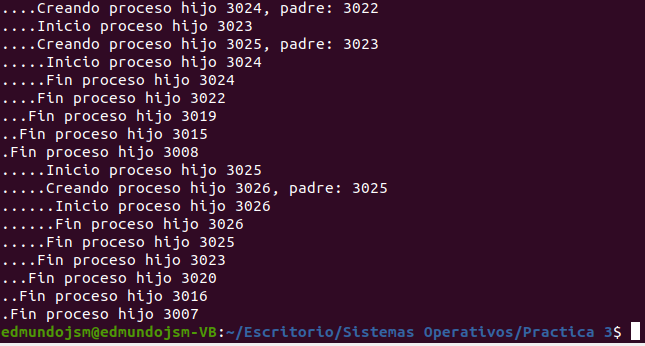 ....Creando proceso hijo 3024, padre: 3022
....Inicio proceso hijo 3023
....Creando proceso hijo 3025, padre: 3023
.....Inicio proceso hijo 3024
.....Fin proceso hijo 3024
....Fin proceso hijo 3022
...Fin proceso hijo 3019
..Fin proceso hijo 3015
.Fin proceso hijo 3008
.....Inicio proceso hijo 3025
.....Creando proceso hijo 3026, padre: 3025
......Inicio proceso hijo 3026
......Fin proceso hijo 3026
.....Fin proceso hijo 3025
....Fin proceso hijo 3023
...Fin proceso hijo 3020
..Fin proceso hijo 3016
.Fin proceso hijo 3007
edmundojsm@edmundojsm-VB:~/Escritorio/Sistemas Operativos/Practica 3$